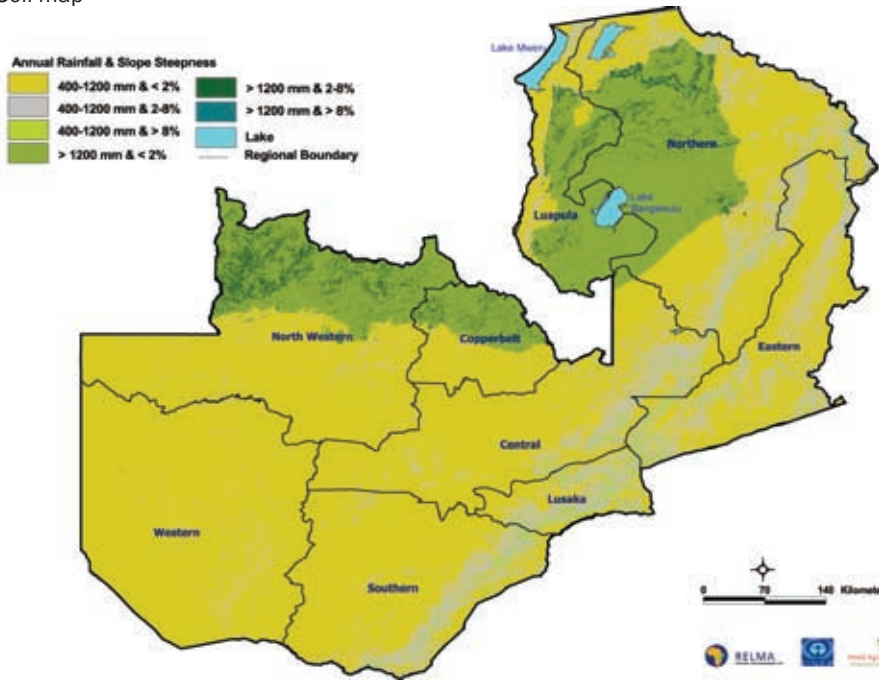 Soil map
Annual Rainfall & Slope Steepness
400-1200 mm & < 2%
400-1200 mm & 2-8%
400-1200 mm & > 8%
> 1200 mm & < 2%
> 1200 mm & 2-8%
> 1200 mm & > 8%
Lake
Regional Boundary
Lake Mweru
Northern
Lake
Bangweulu
Luapula
North Western
Copperbelt
Eastern
Central
Lusaka
Western
Southern
0 70 140 Kilomete
RELMA